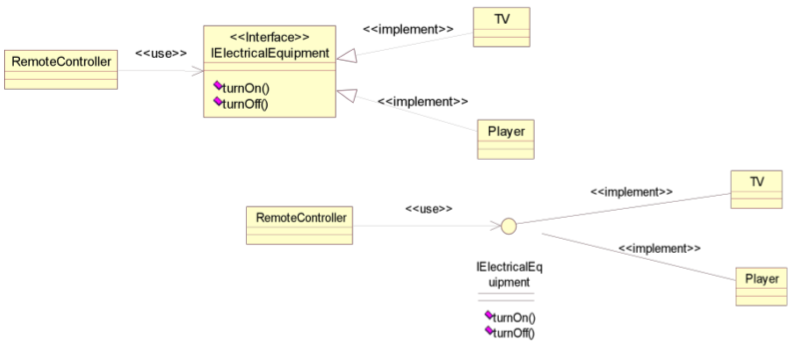 TV
<<implement>>
<<Interface>>
IElectricalEquipment
<<use>>
RemoteController
turnOn()
turnOff()
<<implement>>
Player
TV
<<implement>>
RemoteController
<<use>>
<<implement>>
IElectricalEq
uipment
Player
turnOn()
turnOff()